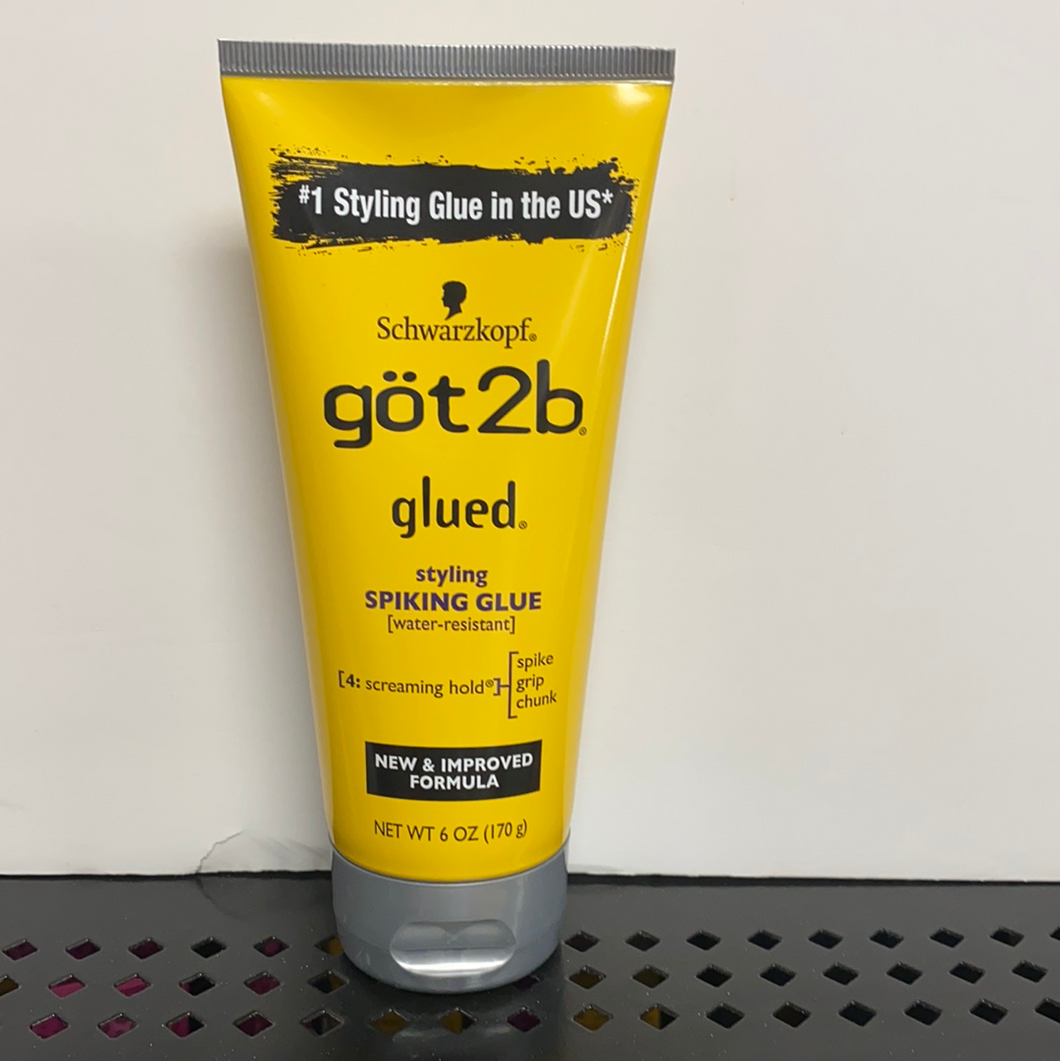 #1 Styling Glue in the US*
Schwarzkopf®
göt2b®
glued®
styling
SPIKING GLUE
[water-resistant]
[4: screaming hold®]
spike
grip
chunk
NEW & IMPROVED
FORMULA
NET WT 6 OZ (170 g)